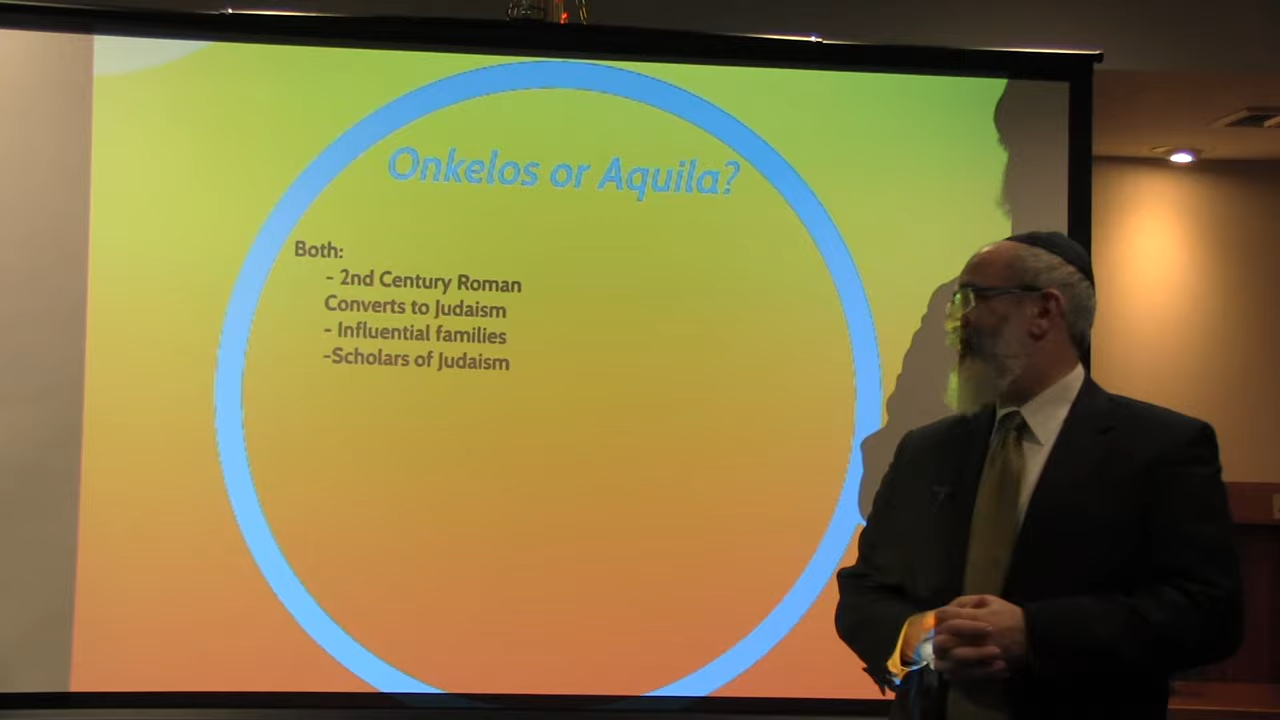 Onkelos or Aquila?
Both:
- 2nd Century Roman
Converts to Judaism
- Influential families
-Scholars of Judaism